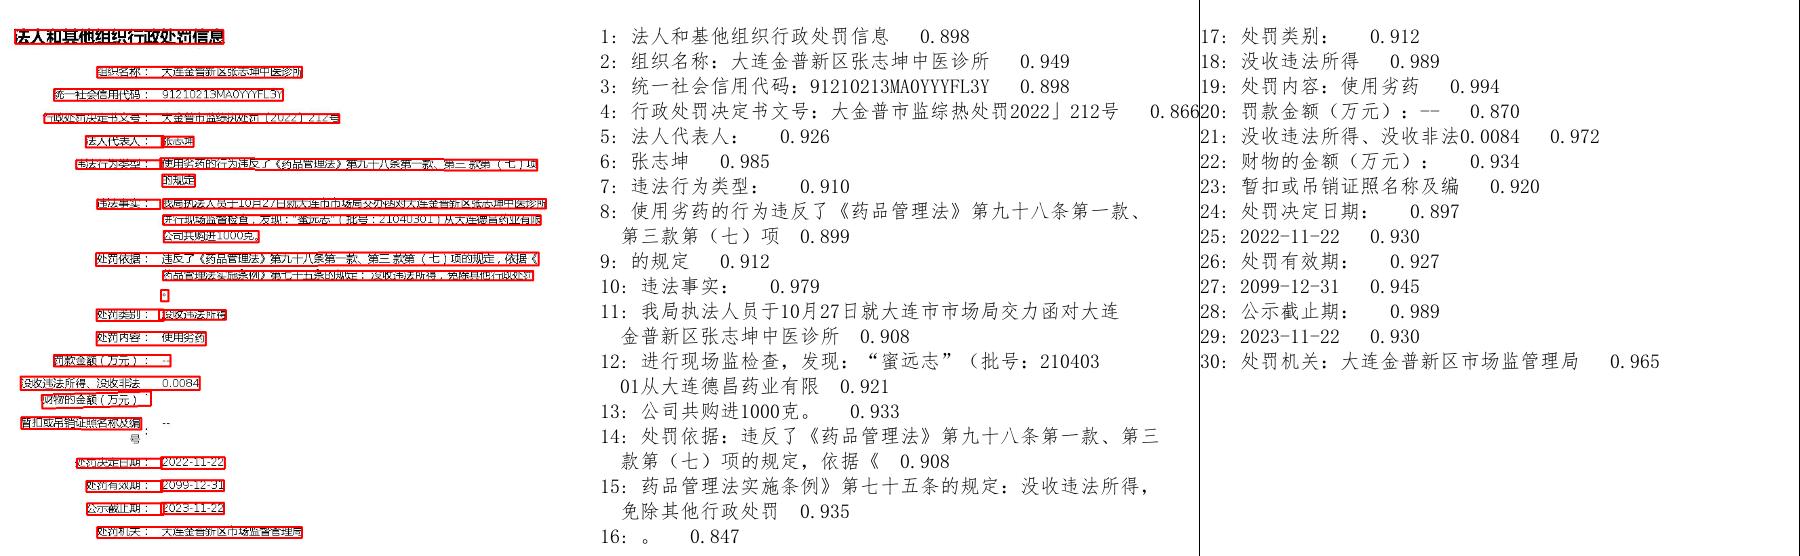 法人和其他组织行政处罚信息
组织名称： 大连金普新区张志坤中医诊所
统一社会信用代码： 91210213MA0YYYFL3Y
行政处罚决定书文号： 大金普市监综执处罚〔2022〕212号
法人代表人： 张志坤
违法行为类型： 使用劣药的行为违反了《药品管理法》第九十八条第一款、第三款第（七）项
的规定
违法事实： 我局执法人员于10月27日就大连市市场局交办函对大连金普新区张志坤中医诊所
进行现场监督检查，发现：“蜜远志”（批号：21040301）从大连德昌药业有限
公司共购进1000克。
处罚依据： 违反了《药品管理法》第九十八条第一款、第三款第（七）项的规定，依据《
药品管理法实施条例》第七十五条的规定：没收违法所得，免除其他行政处罚
。
处罚类别： 没收违法所得
处罚内容： 使用劣药
罚款金额（万元）： --
没收违法所得、没收非法 0.0084
财物的金额（万元）：
暂扣或吊销证照名称及编 --
号：
处罚决定日期： 2022-11-22
处罚有效期： 2099-12-31
公示截止期： 2023-11-22
处罚机关： 大连金普新区市场监督管理局
1: 法人和基他组织行政处罚信息 0.898
2: 组织名称: 大连金普新区张志坤中医诊所 0.949
3: 统一社会信用代码: 91210213MA0YYYFL3Y 0.898
4: 行政处罚决定书文号: 大金普市监综热处罚2022」212号 0.866
5: 法人代表人: 0.926
6: 张志坤 0.985
7: 违法行为类型: 0.910
8: 使用劣药的行为违反了《药品管理法》第九十八条第一款、
第三款第（七）项 0.899
9: 的规定 0.912
10: 违法事实: 0.979
11: 我局执法人员于10月27日就大连市市场局交力函对大连
金普新区张志坤中医诊所 0.908
12: 进行现场监检查，发现: “蜜远志”（批号: 210403
01从大连德昌药业有限 0.921
13: 公司共购进1000克。 0.933
14: 处罚依据: 违反了《药品管理法》第九十八条第一款、第三
款第（七）项的规定，依据《 0.908
15: 药品管理法实施条例》第七十五条的规定: 没收违法所得，
免除其他行政处罚 0.935
16: 。 0.847
17: 处罚类别: 0.912
18: 没收违法所得 0.989
19: 处罚内容: 使用劣药 0.994
20: 罚款金额（万元）: -- 0.870
21: 没收违法所得、没收非法0.0084 0.972
22: 财物的金额（万元）: 0.934
23: 暂扣或吊销证照名称及编 0.920
24: 处罚决定日期: 0.897
25: 2022-11-22 0.930
26: 处罚有效期: 0.927
27: 2099-12-31 0.945
28: 公示截止期: 0.989
29: 2023-11-22 0.930
30: 处罚机关: 大连金普新区市场监管理局 0.965